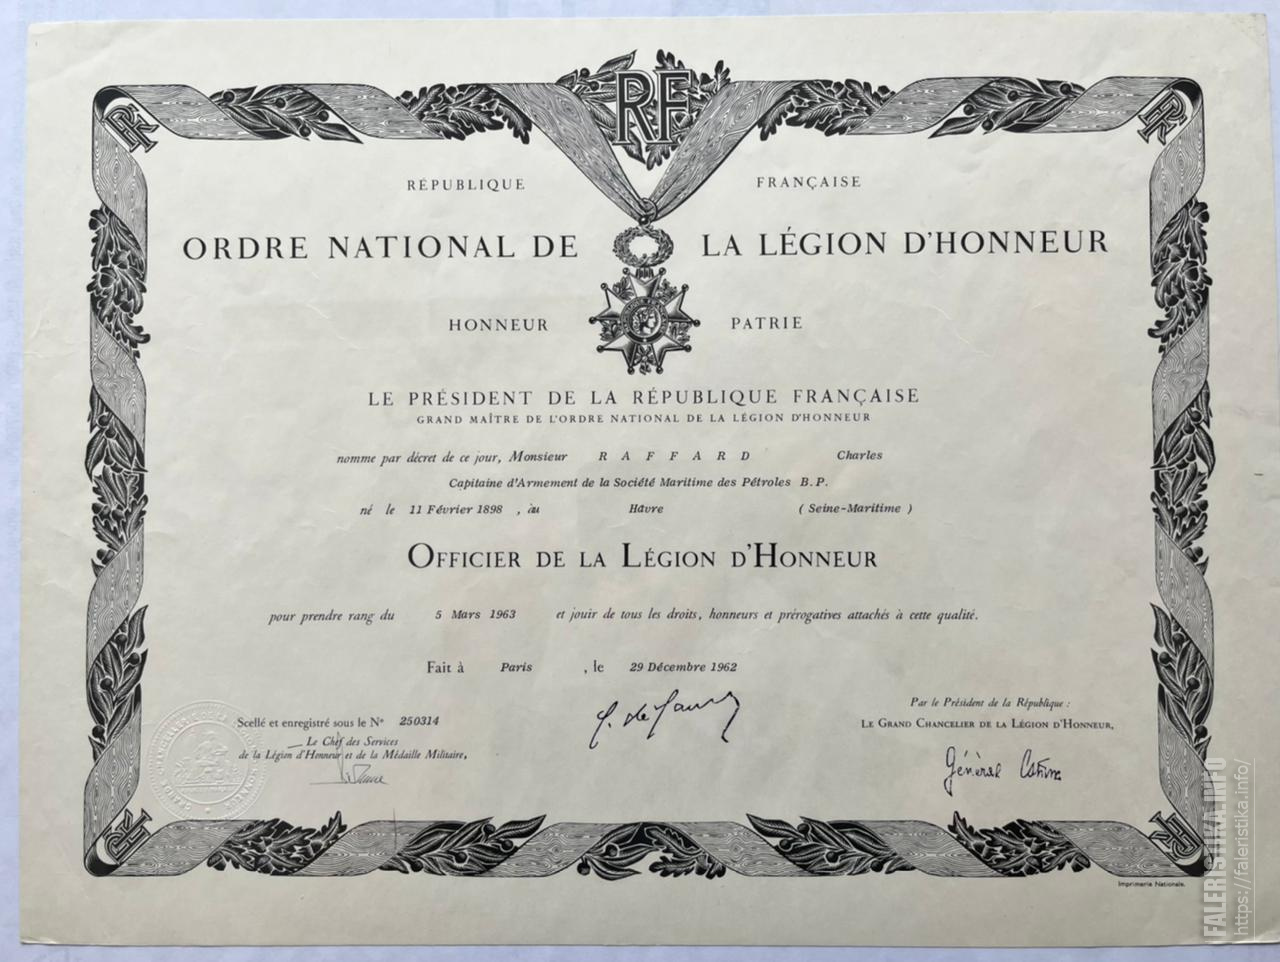 RF
RF
RF
RÉPUBLIQUE FRANÇAISE
ORDRE NATIONAL DE LA LÉGION D'HONNEUR
HONNEUR PATRIE
LE PRÉSIDENT DE LA RÉPUBLIQUE FRANÇAISE
GRAND MAÎTRE DE L'ORDRE NATIONAL DE LA LÉGION D'HONNEUR
nomme par décret de ce jour, Monsieur RAFFARD Charles
Capitaine d'Armement de la Société Maritime des Pétroles B.P.
né le 11 Février 1898 , au Hâvre ( Seine-Maritime )
OFFICIER DE LA LÉGION D'HONNEUR
pour prendre rang du 5 Mars 1963 et jouir de tous les droits, honneurs et prérogatives attachés à cette qualité.
Fait à Paris , le 29 Décembre 1962
Par le Président de la République :
LE GRAND CHANCELIER DE LA LÉGION D'HONNEUR,
Scellé et enregistré sous le N° 250314
Le Chef des Services
de la Légion d'Honneur et de la Médaille Militaire,
Général
RF
RF
Imprimerie Nationale.
FALERISTIKA.INFO
https://faleristika.info/